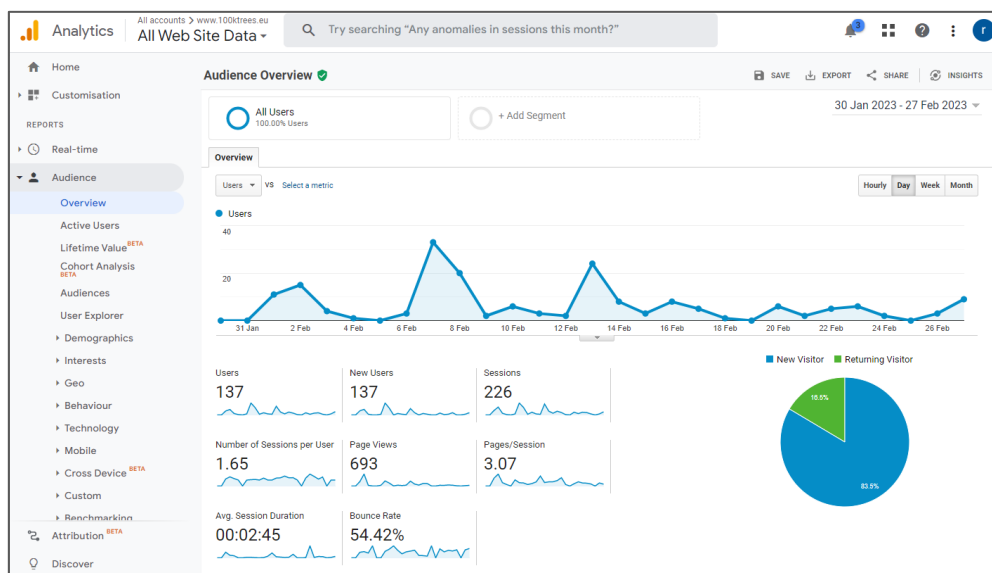 Analytics
All accounts > www.100ktrees.eu
All Web Site Data
Try searching “Any anomalies in sessions this month?”
3
r
Home
Customisation
REPORTS
Real-time
Audience
Overview
Active Users
Lifetime Value BETA
Cohort Analysis
BETA
Audiences
User Explorer
Demographics
Interests
Geo
Behaviour
Technology
Mobile
Cross Device BETA
Custom
Benchmarking
Attribution BETA
Discover
Audience Overview
SAVE
EXPORT
SHARE
INSIGHTS
All Users
100.00% Users
+ Add Segment
30 Jan 2023 - 27 Feb 2023
Overview
Users VS Select a metric
Hourly Day Week Month
Users
40
20
31 Jan 2 Feb 4 Feb 6 Feb 8 Feb 10 Feb 12 Feb 14 Feb 16 Feb 18 Feb 20 Feb 22 Feb 24 Feb 26 Feb
New Visitor Returning Visitor
Users
137
New Users
137
Sessions
226
Number of Sessions per User
1.65
Page Views
693
Pages/Session
3.07
Avg. Session Duration
00:02:45
Bounce Rate
54.42%
16.5%
83.5%